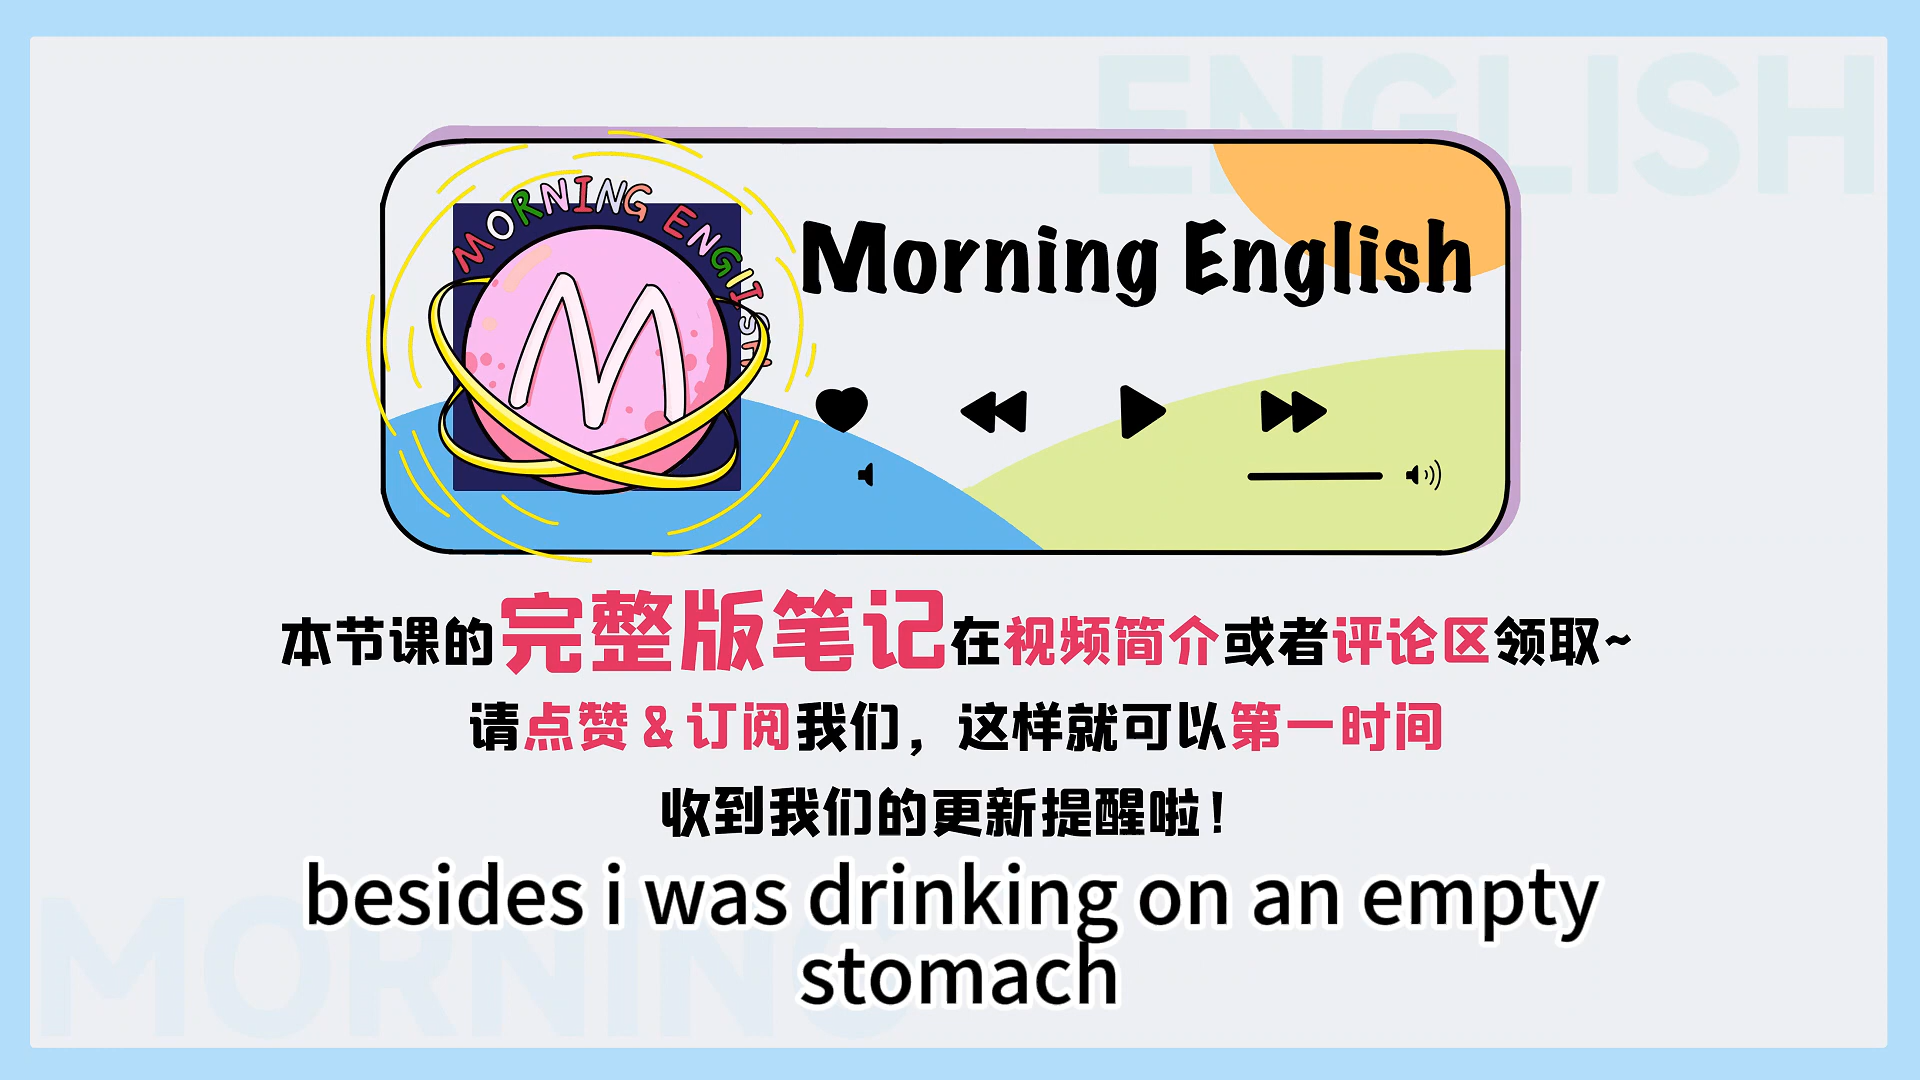 ENGLISH
MORNING ENGLISH
M
Morning English
本节课的完整版笔记在视频简介或者评论区领取~
请点赞&订阅我们，这样就可以第一时间
收到我们的更新提醒啦！
besides i was drinking on an empty
stomach
MORNING